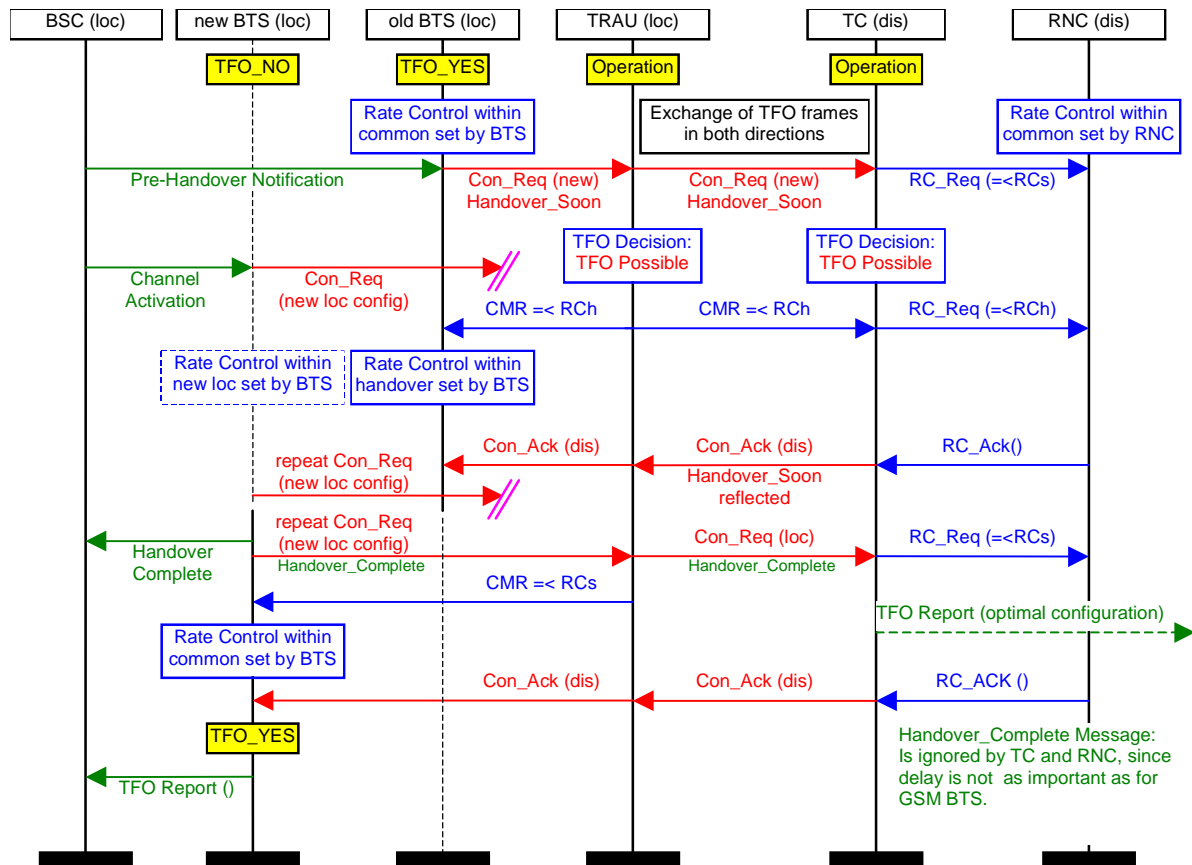 BSC (loc)
new BTS (loc)
old BTS (loc)
TRAU (loc)
TC (dis)
RNC (dis)
TFO_NO
TFO_YES
Operation
Operation
Rate Control within
common set by BTS
Exchange of TFO frames
in both directions
Rate Control within
common set by RNC
Pre-Handover Notification
Con_Req (new)
Handover_Soon
Con_Req (new)
Handover_Soon
RC_Req (=<RCs)
TFO Decision:
TFO Possible
TFO Decision:
TFO Possible
Channel
Activation
Con_Req
(new loc config)
CMR =< RCh
CMR =< RCh
RC_Req (=<RCh)
Rate Control within
new loc set by BTS
Rate Control within
handover set by BTS
Con_Ack (dis)
Con_Ack (dis)
RC_Ack()
Handover_Soon
reflected
repeat Con_Req
(new loc config)
repeat Con_Req
(new loc config)
Handover_Complete
Handover
Complete
Con_Req (loc)
Handover_Complete
RC_Req (=<RCs)
CMR =< RCs
TFO Report (optimal configuration)
Rate Control within
common set by BTS
Con_Ack (dis)
Con_Ack (dis)
RC_ACK ()
TFO_YES
TFO Report ()
Handover_Complete Message:
Is ignored by TC and RNC, since
delay is not as important as for
GSM BTS.